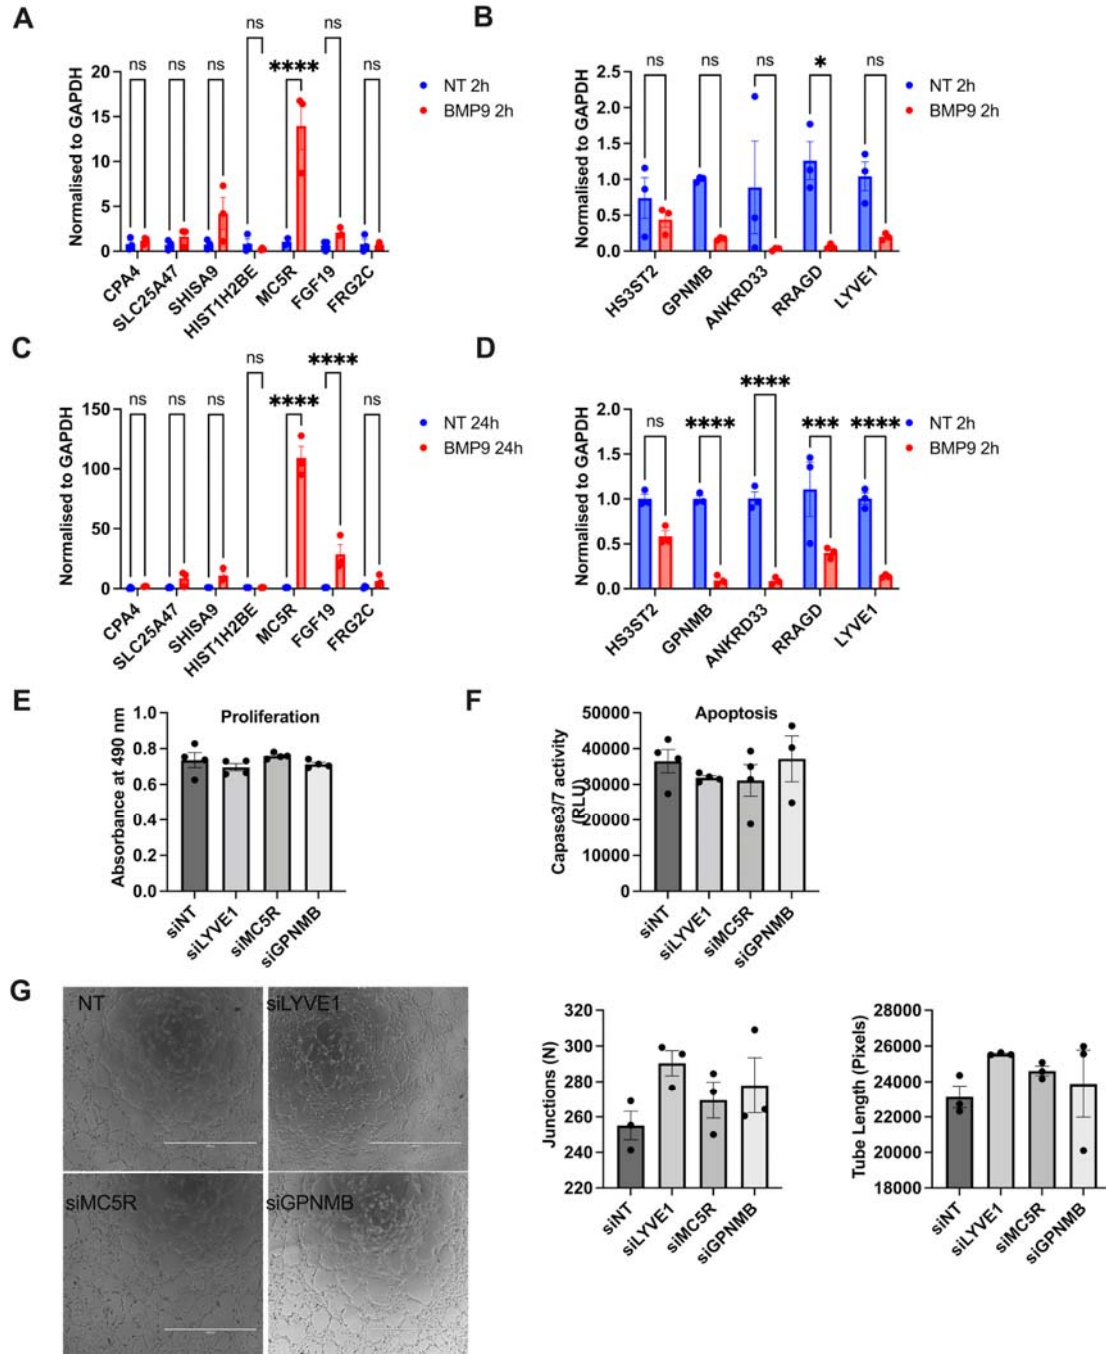 A
ns
ns
ns
ns
****
ns
ns
Normalised to GAPDH
20
15
10
5
0
CPA4
SLC25A47
SHISA9
HIST1H2BE
MC5R
FGF19
FRG2C
NT 2h
BMP9 2h
B
ns
ns
ns
*
ns
Normalised to GAPDH
2.5
2.0
1.5
1.0
0.5
0.0
HS3ST2
GPNMB
ANKRD33
RRAGD
LYVE1
NT 2h
BMP9 2h
C
ns
ns
ns
ns
****
****
ns
Normalised to GAPDH
150
100
50
0
CPA4
SLC25A47
SHISA9
HIST1H2BE
MC5R
FGF19
FRG2C
NT 24h
BMP9 24h
D
ns
****
****
***
****
Normalised to GAPDH
2.0
1.5
1.0
0.5
0.0
HS3ST2
GPNMB
ANKRD33
RRAGD
LYVE1
NT 2h
BMP9 2h
E
Proliferation
Absorbance at 490 nm
1.0
0.8
0.6
0.4
0.2
0.0
siNT
siLYVE1
siMC5R
siGPNMB
F
Apoptosis
Capase3/7 activity
(RLU)
50000
40000
30000
20000
10000
0
siNT
siLYVE1
siMC5R
siGPNMB
G
NT
siLYVE1
siMC5R
siGPNMB
Junctions (N)
320
300
280
260
240
220
siNT
siLYVE1
siMC5R
siGPNMB
Tube Length (Pixels)
28000
26000
24000
22000
20000
18000
siNT
siLYVE1
siMC5R
siGPNMB